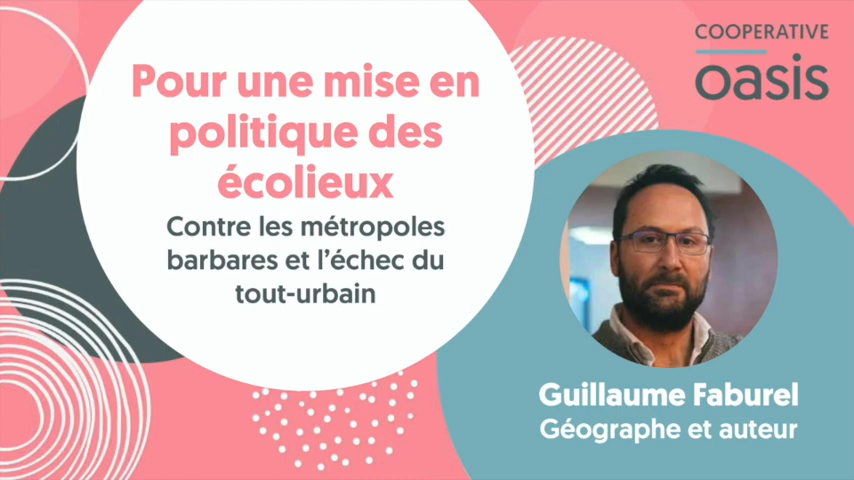 COOPERATIVE
oasis
Pour une mise en
politique des
écolieux
Contre les métropoles
barbares et l'échec du
tout-urbain
Guillaume Faburel
Géographe et auteur